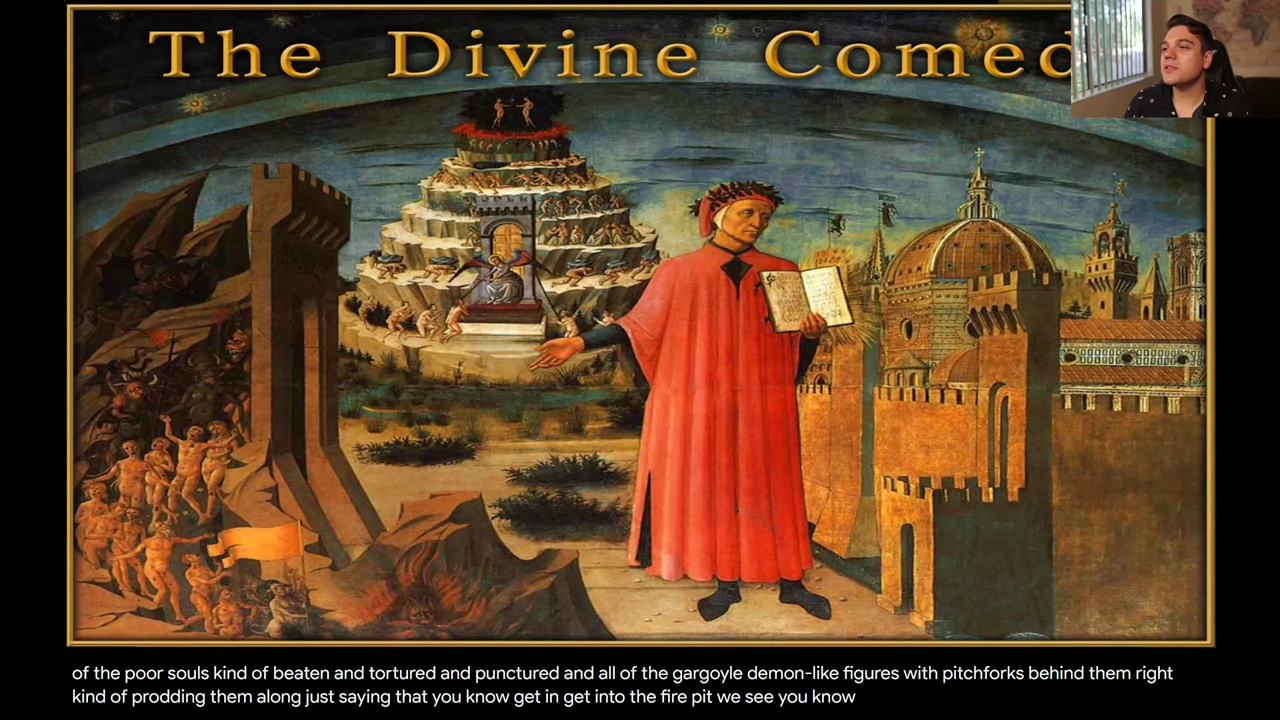 The Divine Comed
of the poor souls kind of beaten and tortured and punctured and all of the gargoyle demon-like figures with pitchforks behind them right
kind of prodding them along just saying that you know get in get into the fire pit we see you know